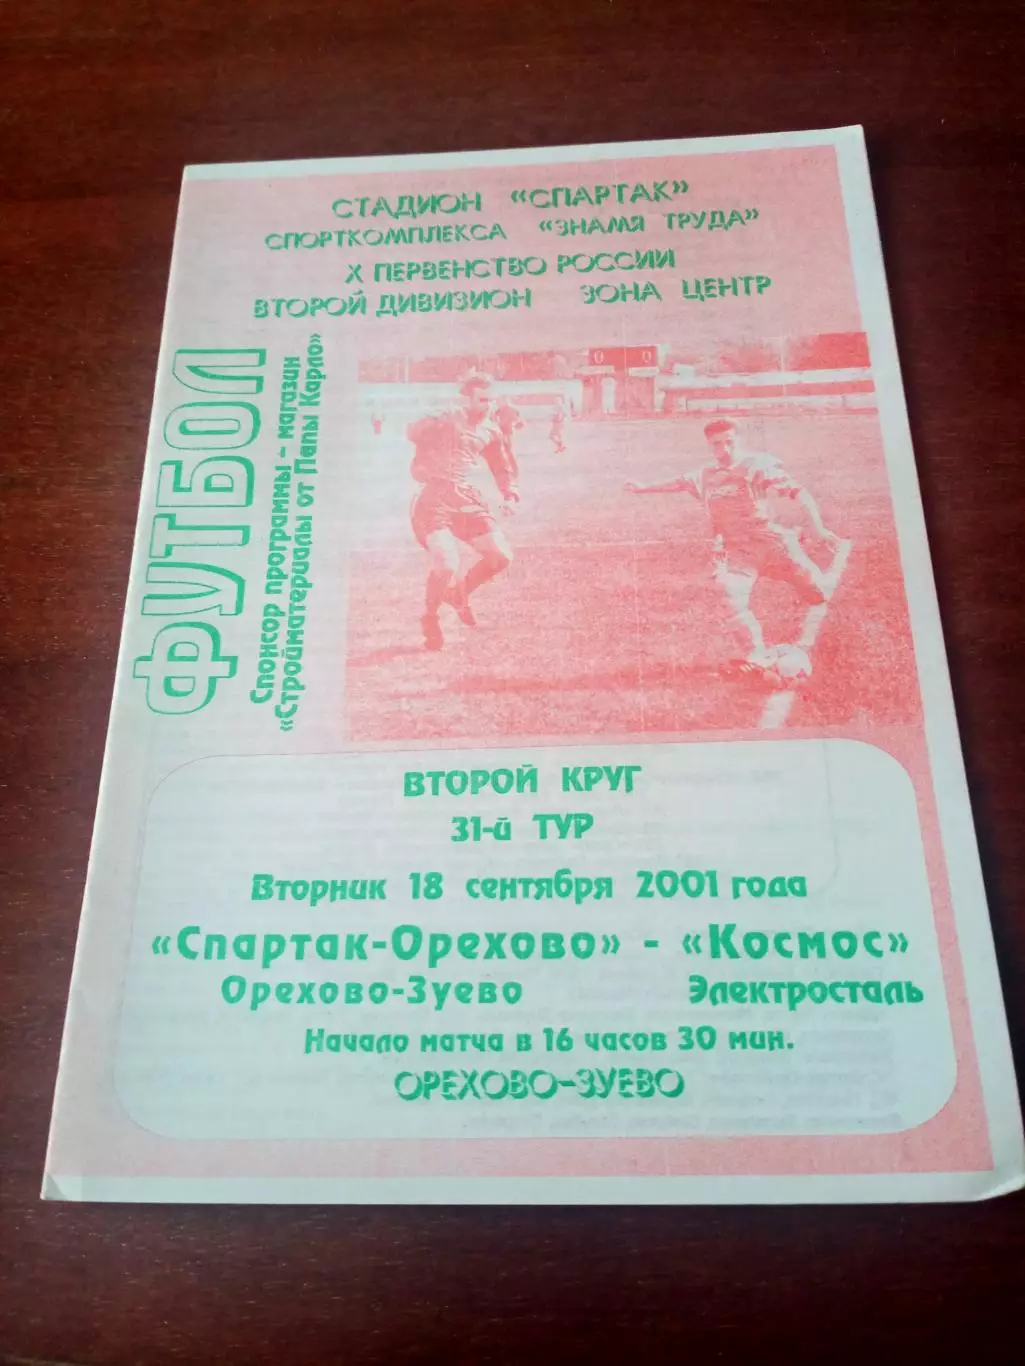 СТАДИОН «СПАРТАК»
СПОРТКОМПЛЕКСА «ЗНАМЯ ТРУДА»
X ПЕРВЕНСТВО РОССИИ
ВТОРОЙ ДИВИЗИОН ЗОНА ЦЕНТР
ФУТБОЛ
Спонсор программы - магазин
«Стройматериалы от Папы Карло»
0 0
ВТОРОЙ КРУГ
31-й ТУР
Вторник 18 сентября 2001 года
«Спартак-Орехово» - «Космос»
Орехово-Зуево Электросталь
Начало матча в 16 часов 30 мин.
ОРЕХОВО-ЗУЕВО